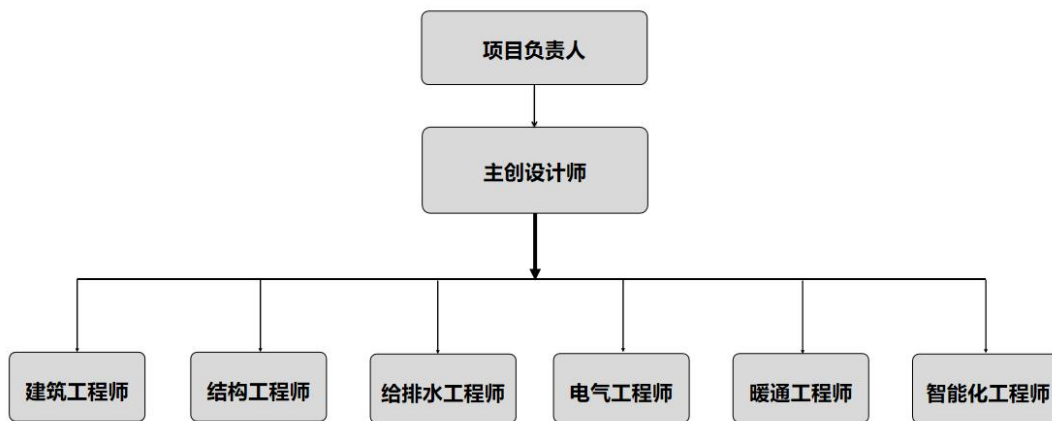 项目负责人
主创设计师
建筑工程师
结构工程师
给排水工程师
电气工程师
暖通工程师
智能化工程师